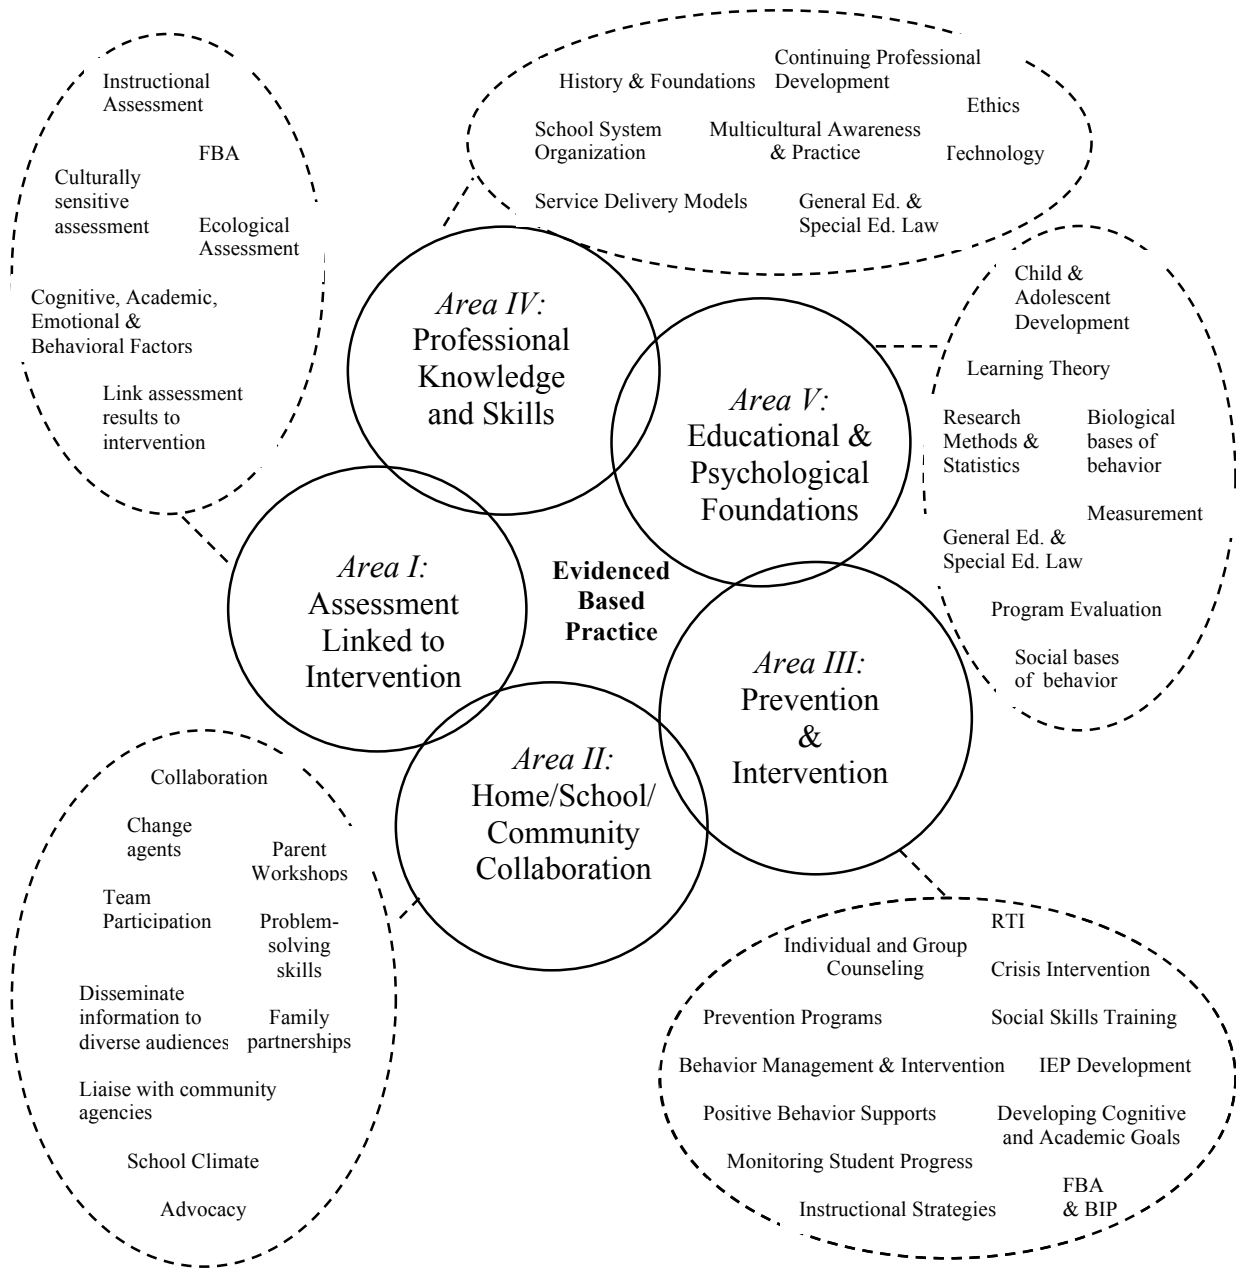 Instructional
Assessment
FBA
Culturally
sensitive
assessment
Ecological
Assessment
Cognitive, Academic,
Emotional &
Behavioral Factors
Link assessment
results to
intervention
History & Foundations
Continuing Professional
Development
Ethics
School System
Organization
Multicultural Awareness
& Practice
Technology
Service Delivery Models
General Ed. &
Special Ed. Law
Area IV:
Professional
Knowledge
and Skills
Area V:
Educational &
Psychological
Foundations
Child &
Adolescent
Development
Learning Theory
Research
Methods &
Statistics
Biological
bases of
behavior
Measurement
General Ed. &
Special Ed. Law
Program Evaluation
Social bases
of behavior
Area I:
Assessment
Linked to
Intervention
Evidenced
Based
Practice
Area III:
Prevention
&
Intervention
Area II:
Home/School/
Community
Collaboration
Collaboration
Change
agents
Parent
Workshops
Team
Participation
Problem-
solving
skills
Disseminate
information to
diverse audiences
Family
partnerships
Liaise with community
agencies
School Climate
Advocacy
RTI
Individual and Group
Counseling
Crisis Intervention
Prevention Programs
Social Skills Training
Behavior Management & Intervention
IEP Development
Positive Behavior Supports
Developing Cognitive
and Academic Goals
Monitoring Student Progress
Instructional Strategies
FBA
& BIP